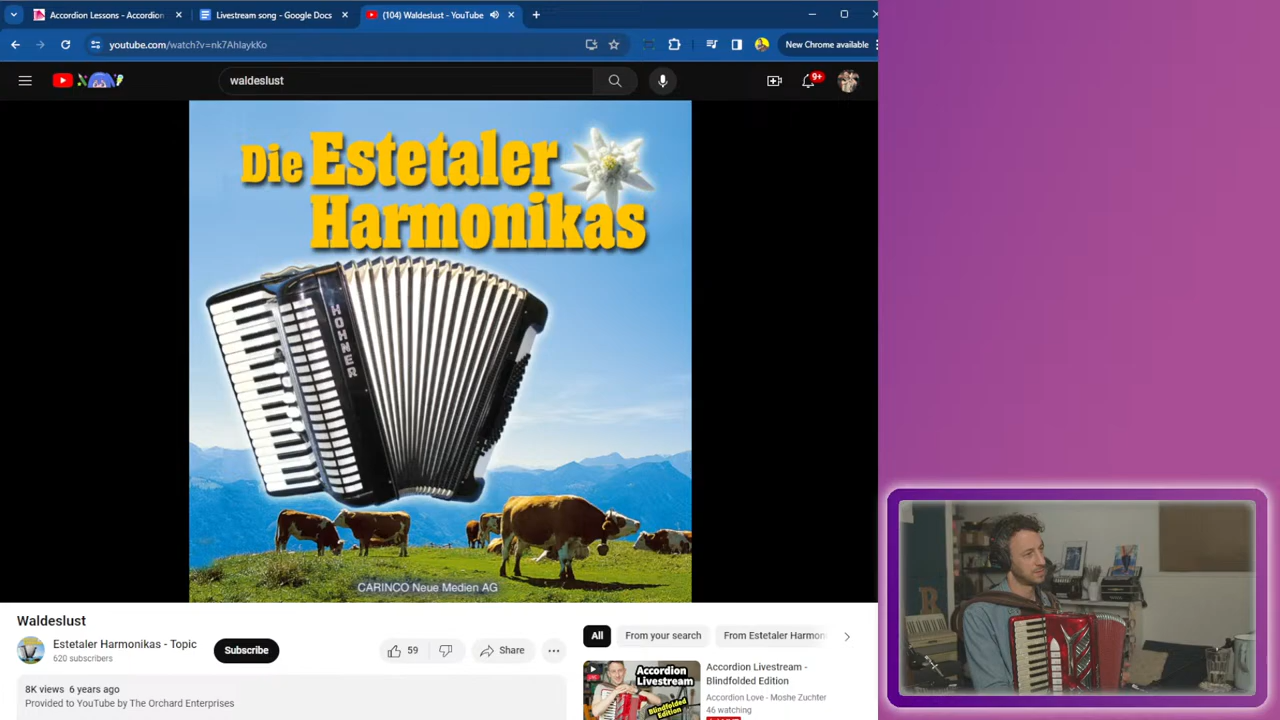 Accordion Lessons - Accordion
Livestream song - Google Docs
(104) Waldeslust - YouTube
youtube.com/watch?v=nk7AhlaykKo
New Chrome available
waldeslust
9+
Die Estetaler
Harmonikas
HOHNER
CARINCO Neue Medien AG
Waldeslust
Estetaler Harmonikas - Topic
620 subscribers
Subscribe
59
Share
8K views 6 years ago
Provided to YouTube by The Orchard Enterprises
All
From your search
From Estetaler Harmon
Accordion
Livestream
Blindfolded
Edition
Accordion Livestream -
Blindfolded Edition
Accordion Love - Moshe Zuchter
46 watching